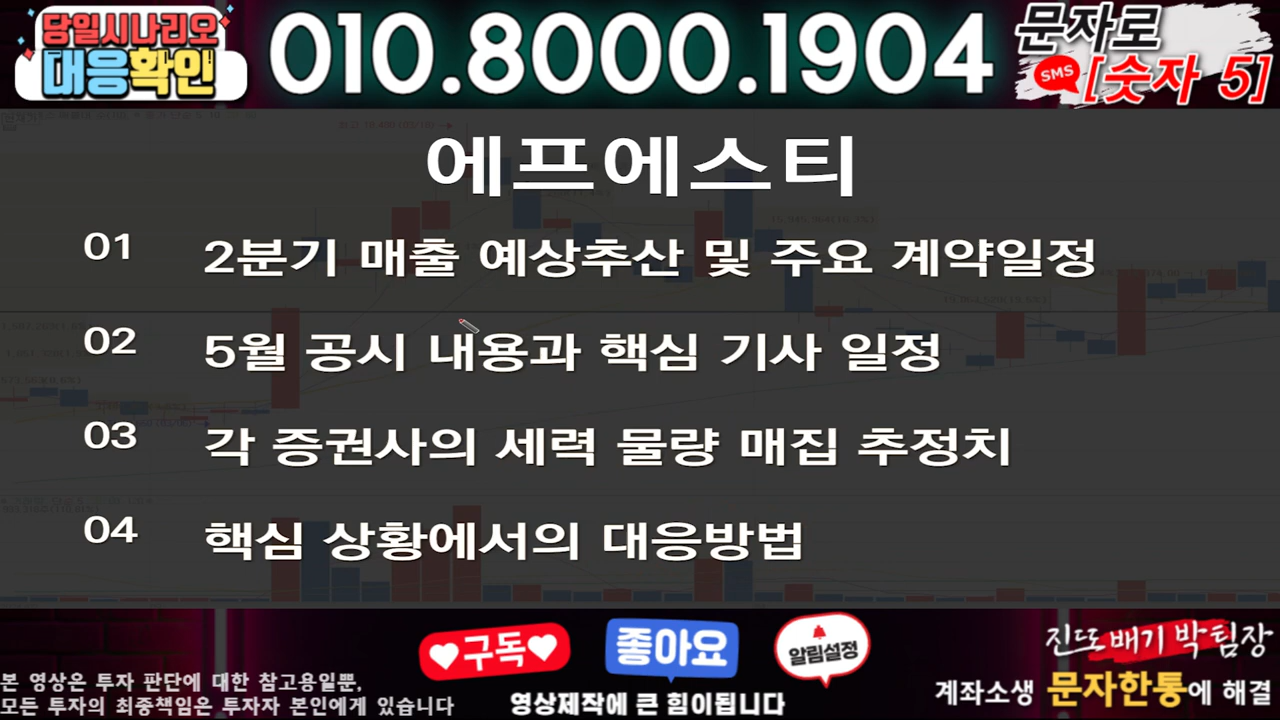 당일시나리오
대응확인
010.8000.1904
문자로
SMS
[숫자 5]
에프에스티
01 2분기 매출 예상추산 및 주요 계약일정
02 5월 공시 내용과 핵심 기사 일정
03 각 증권사의 세력 물량 매집 추정치
04 핵심 상황에서의 대응방법
본 영상은 투자 판단에 대한 참고용일뿐,
모든 투자의 최종책임은 투자자 본인에게 있습니다
구독
좋아요
알림설정
영상제작에 큰 힘이됩니다
진또배기 박팀장
계좌소생 문자한통에 해결